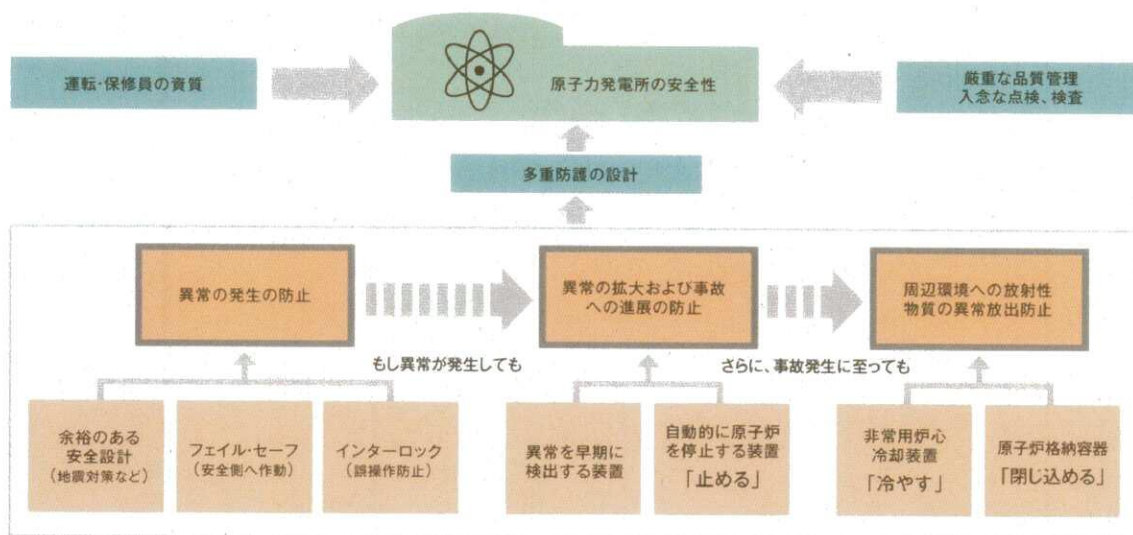 運転・保修員の資質
原子力発電所の安全性
厳重な品質管理
入念な点検、検査
多重防護の設計
異常の発生の防止
異常の拡大および事故
への進展の防止
周辺環境への放射性
物質の異常放出防止
もし異常が発生しても
さらに、事故発生に至っても
余裕のある
安全設計
(地震対策など)
フェイル・セーフ
(安全側へ作動)
インターロック
(誤操作防止)
異常を早期に
検出する装置
自動的に原子炉
を停止する装置
「止める」
非常用炉心
冷却装置
「冷やす」
原子炉格納容器
「閉じ込める」